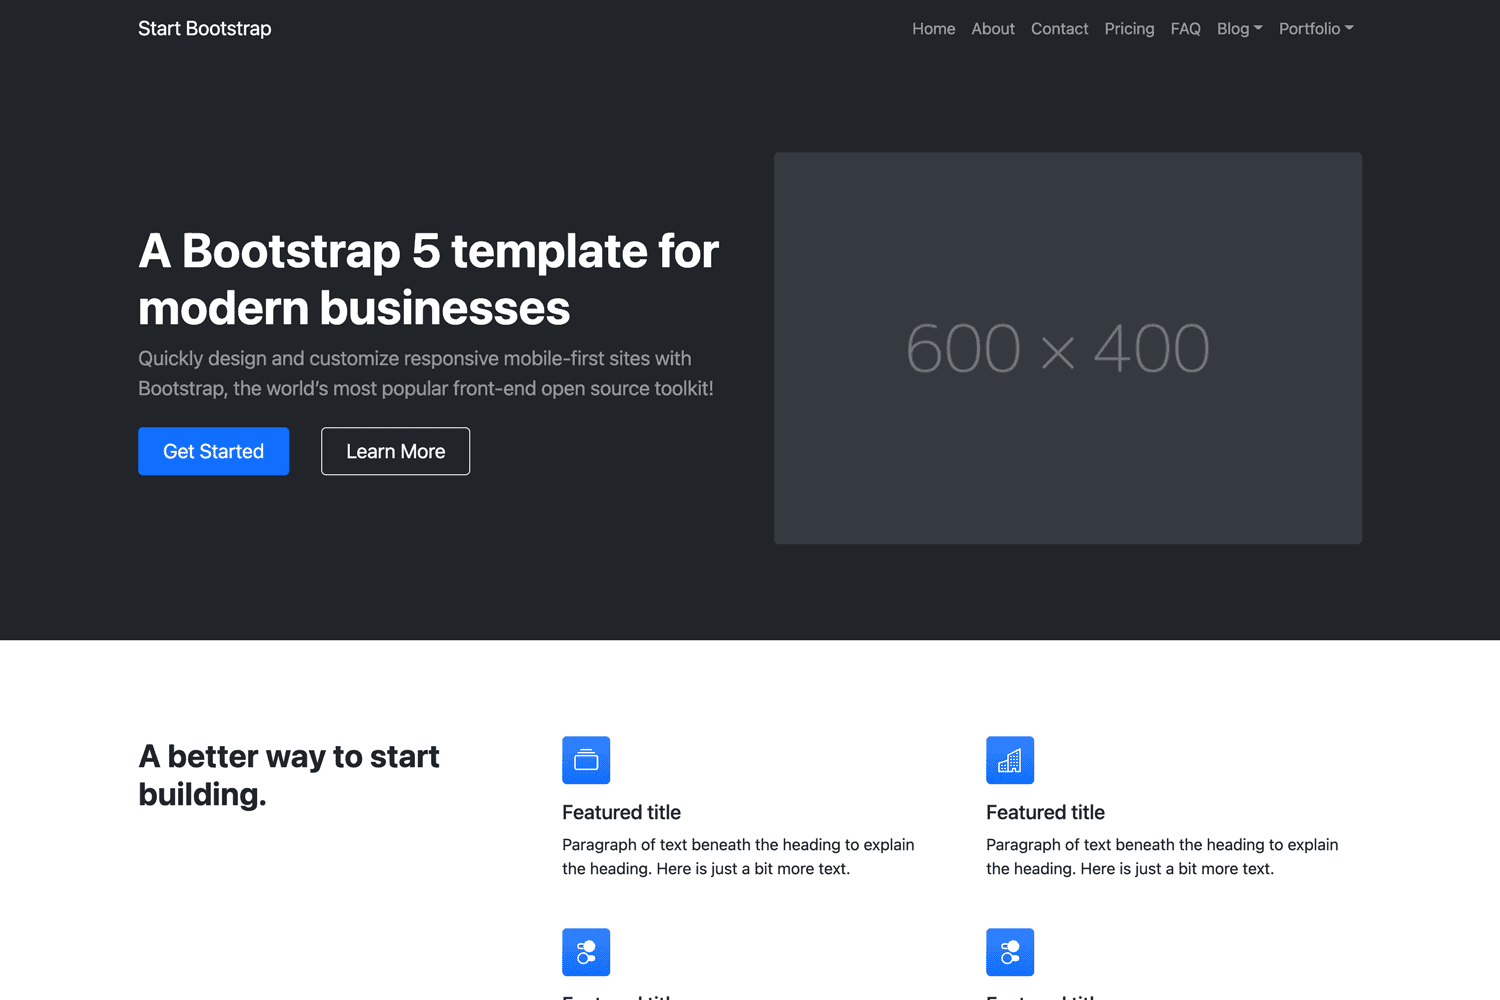 Start Bootstrap
Home About Contact Pricing FAQ Blog Portfolio
A Bootstrap 5 template for
modern businesses
Quickly design and customize responsive mobile-first sites with
Bootstrap, the world’s most popular front-end open source toolkit!
Get Started Learn More
600 × 400
A better way to start
building.
Featured title
Paragraph of text beneath the heading to explain
the heading. Here is just a bit more text.
Featured title
Paragraph of text beneath the heading to explain
the heading. Here is just a bit more text.